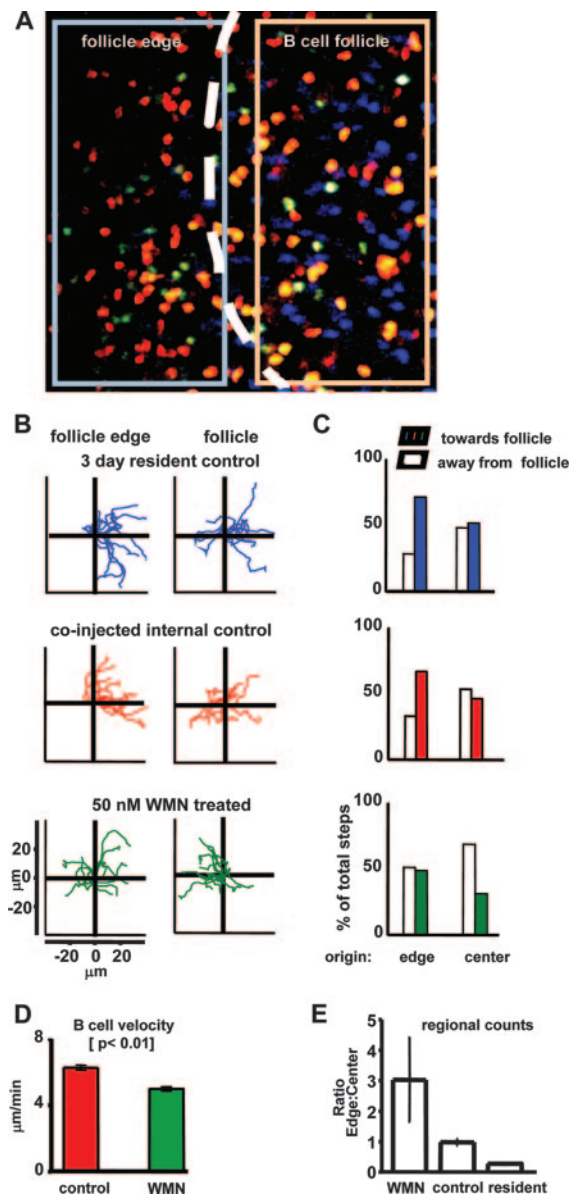 A
follicle edge
B cell follicle
B
follicle edge
follicle
3 day resident control
co-injected internal control
50 nM WMN treated
20
0
-20
µm
-20 0 20
µm
C
towards follicle
away from follicle
100
50
0
100
50
0
100
50
0
% of total steps
origin: edge center
D
B cell velocity
[ p< 0.01]
µm/min
8
4
0
control WMN
E
regional counts
Ratio
Edge:Center
5
4
3
2
1
0
WMN control resident